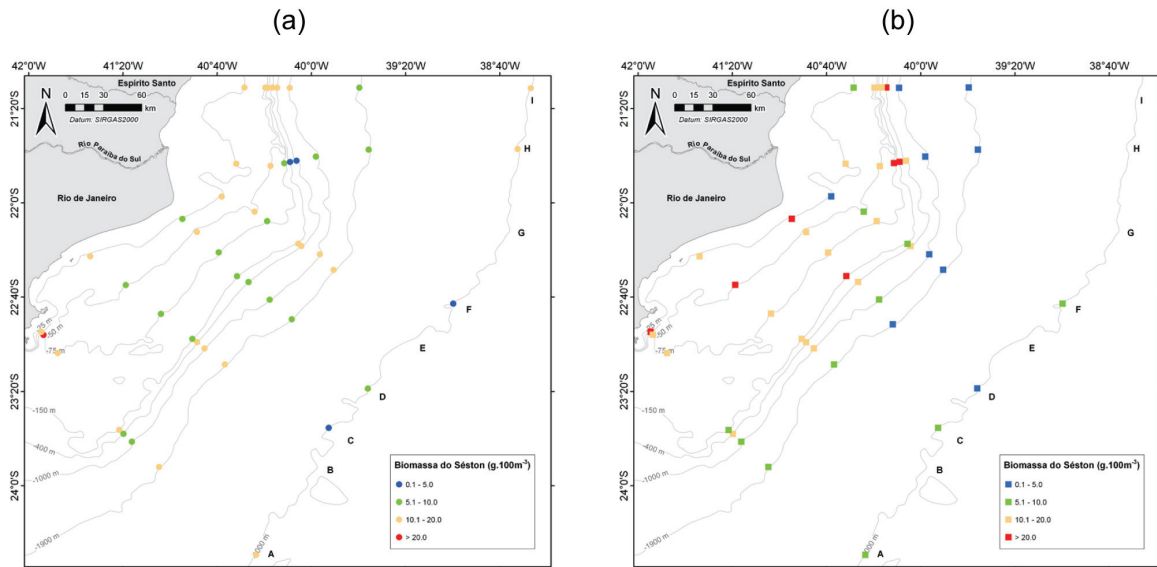 (a)
42°0'W 41°20'W 40°40'W 40°0'W 39°20'W 38°40'W
Espírito Santo
N
0 15 30 60
km
Datum: SIRGAS2000
21°20'S
I
Rio Paraíba do Sul
H
22°0'S
Rio de Janeiro
G
22°40'S
F
-25 m
-50 m
-75 m
E
23°20'S
D
-150 m
C
-400 m
B
-1000 m
Biomassa do Séston (g.100m⁻³)
0.1 - 5.0
5.1 - 10.0
10.1 - 20.0
> 20.0
24°0'S
-1900 m
A
(b)
42°0'W 41°20'W 40°40'W 40°0'W 39°20'W 38°40'W
Espírito Santo
N
0 15 30 60
km
Datum: SIRGAS2000
21°20'S
I
Rio Paraíba do Sul
H
22°0'S
Rio de Janeiro
G
22°40'S
F
-25 m
-50 m
-75 m
E
23°20'S
D
-150 m
C
-400 m
B
-1000 m
Biomassa do Séston (g.100m⁻³)
0.1 - 5.0
5.1 - 10.0
10.1 - 20.0
> 20.0
24°0'S
-1900 m
A